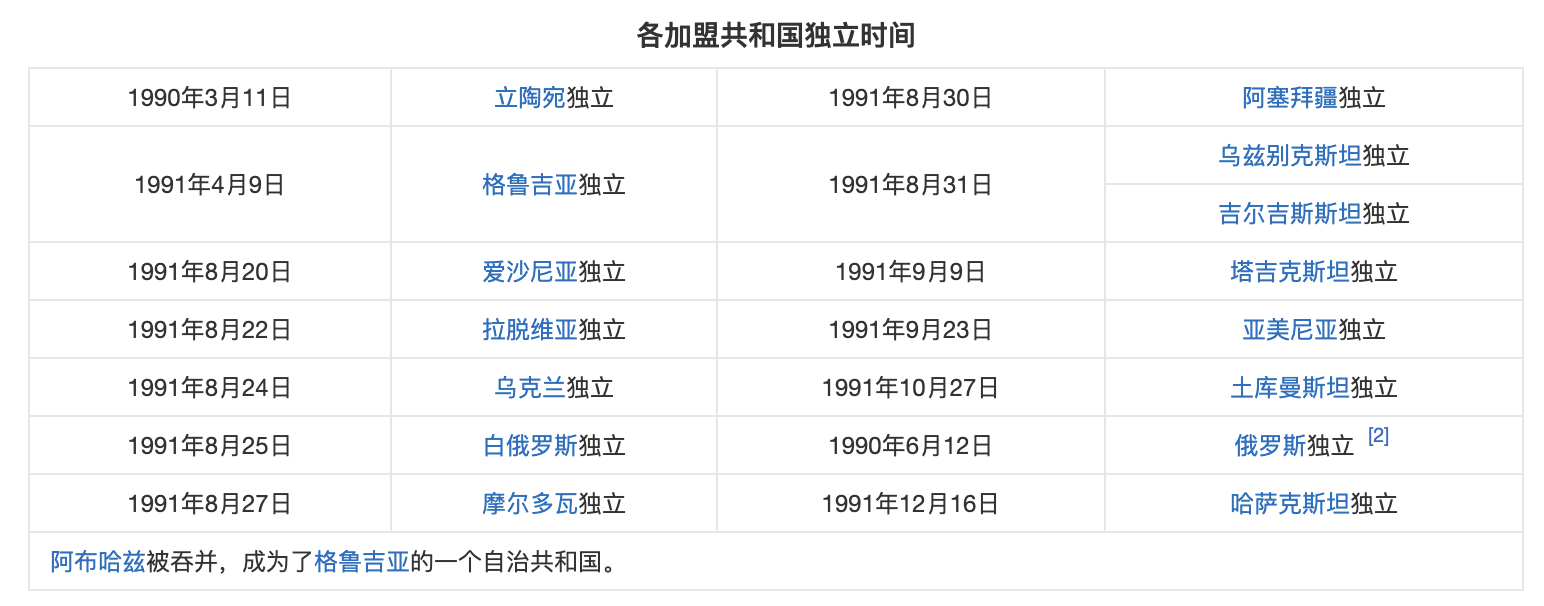 各加盟共和国独立时间
1990年3月11日 立陶宛独立 1991年8月30日 阿塞拜疆独立
1991年4月9日 格鲁吉亚独立 1991年8月31日 乌兹别克斯坦独立
吉尔吉斯斯坦独立
1991年8月20日 爱沙尼亚独立 1991年9月9日 塔吉克斯坦独立
1991年8月22日 拉脱维亚独立 1991年9月23日 亚美尼亚独立
1991年8月24日 乌克兰独立 1991年10月27日 土库曼斯坦独立
1991年8月25日 白俄罗斯独立 1990年6月12日 俄罗斯独立 [2]
1991年8月27日 摩尔多瓦独立 1991年12月16日 哈萨克斯坦独立
阿布哈兹被吞并，成为了格鲁吉亚的一个自治共和国。